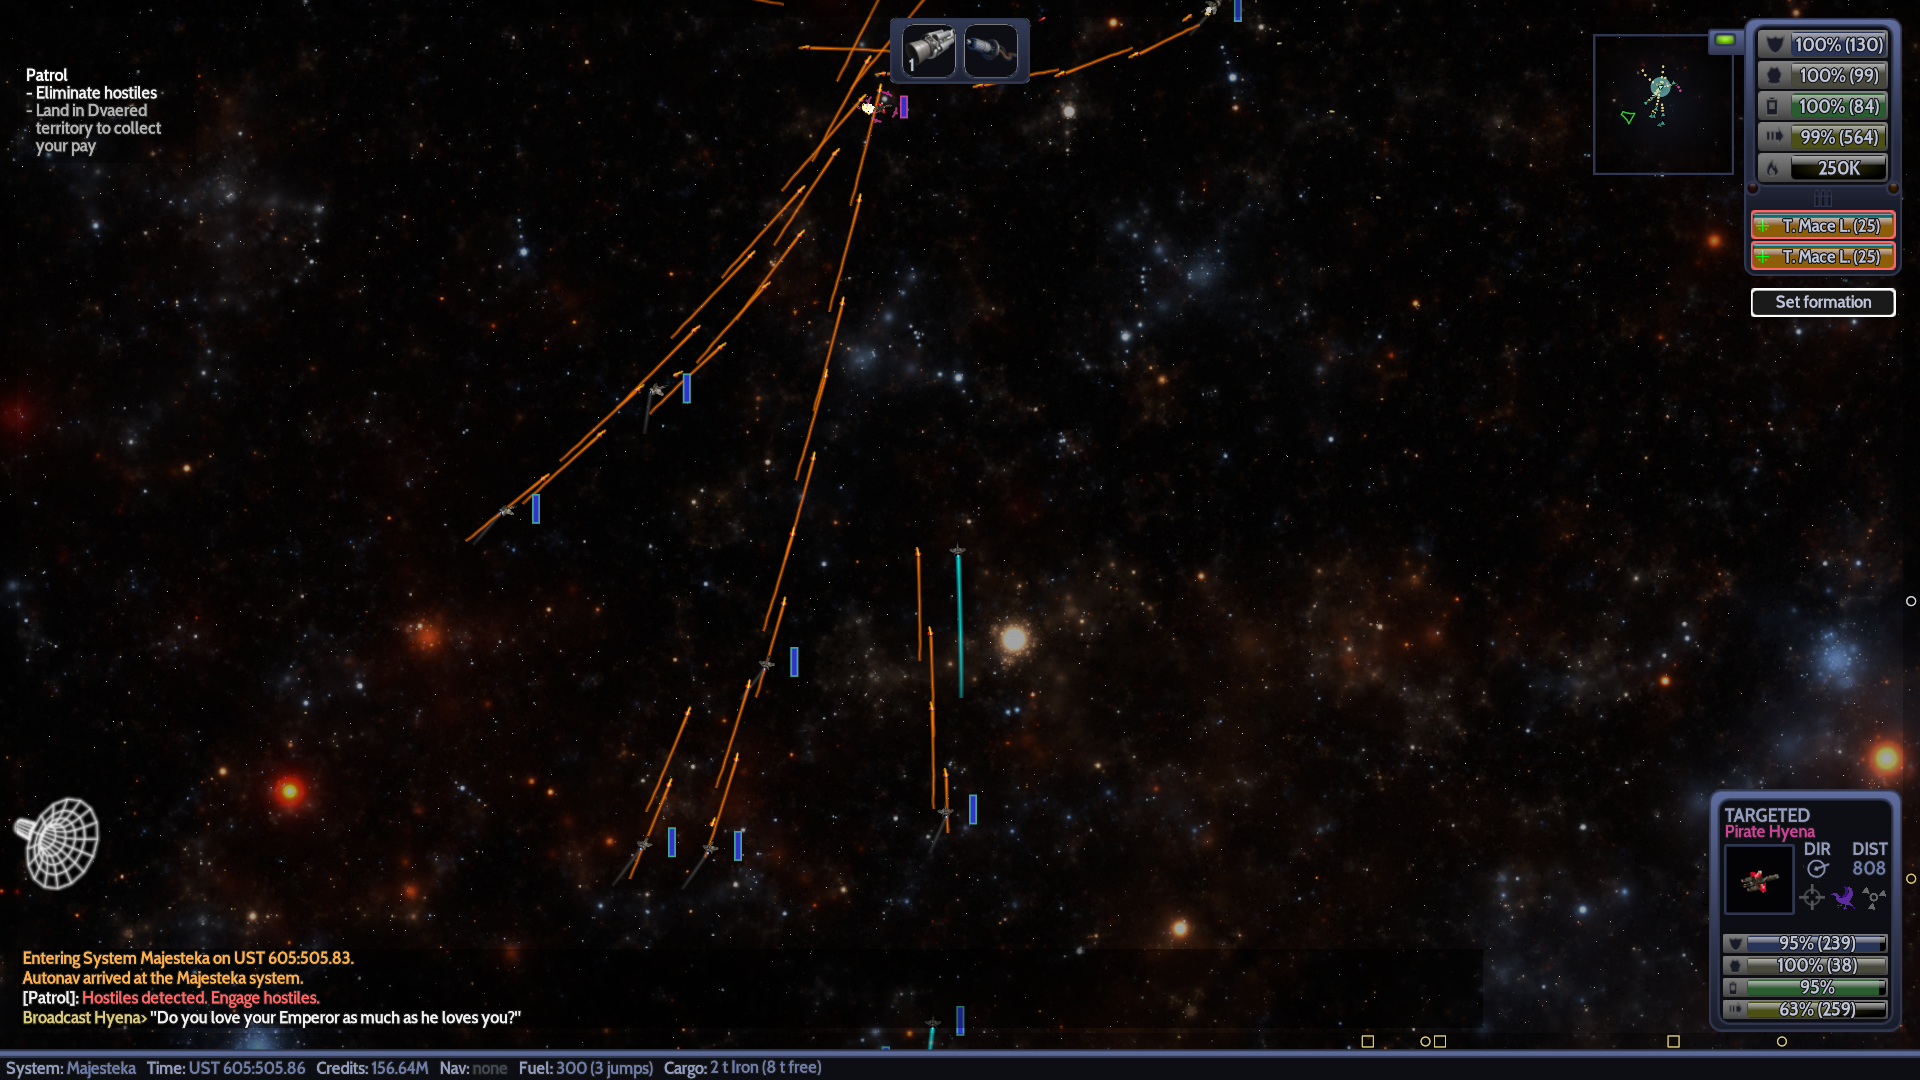 Patrol
- Eliminate hostiles
- Land in Dvaered
territory to collect
your pay
1
100% (130)
100% (99)
100% (84)
99% (564)
250K
T. Mace L. (25)
T. Mace L. (25)
Set formation
TARGETED
Pirate Hyena
DIR DIST
808
95% (239)
100% (38)
95%
63% (259)
Entering System Majesteka on UST 605:505.83.
Autonav arrived at the Majesteka system.
[Patrol]: Hostiles detected. Engage hostiles.
Broadcast Hyena> "Do you love your Emperor as much as he loves you?"
System: Majesteka Time: UST 605:505.86 Credits: 156.64M Nav: none Fuel: 300 (3 jumps) Cargo: 2 t Iron (8 t free)